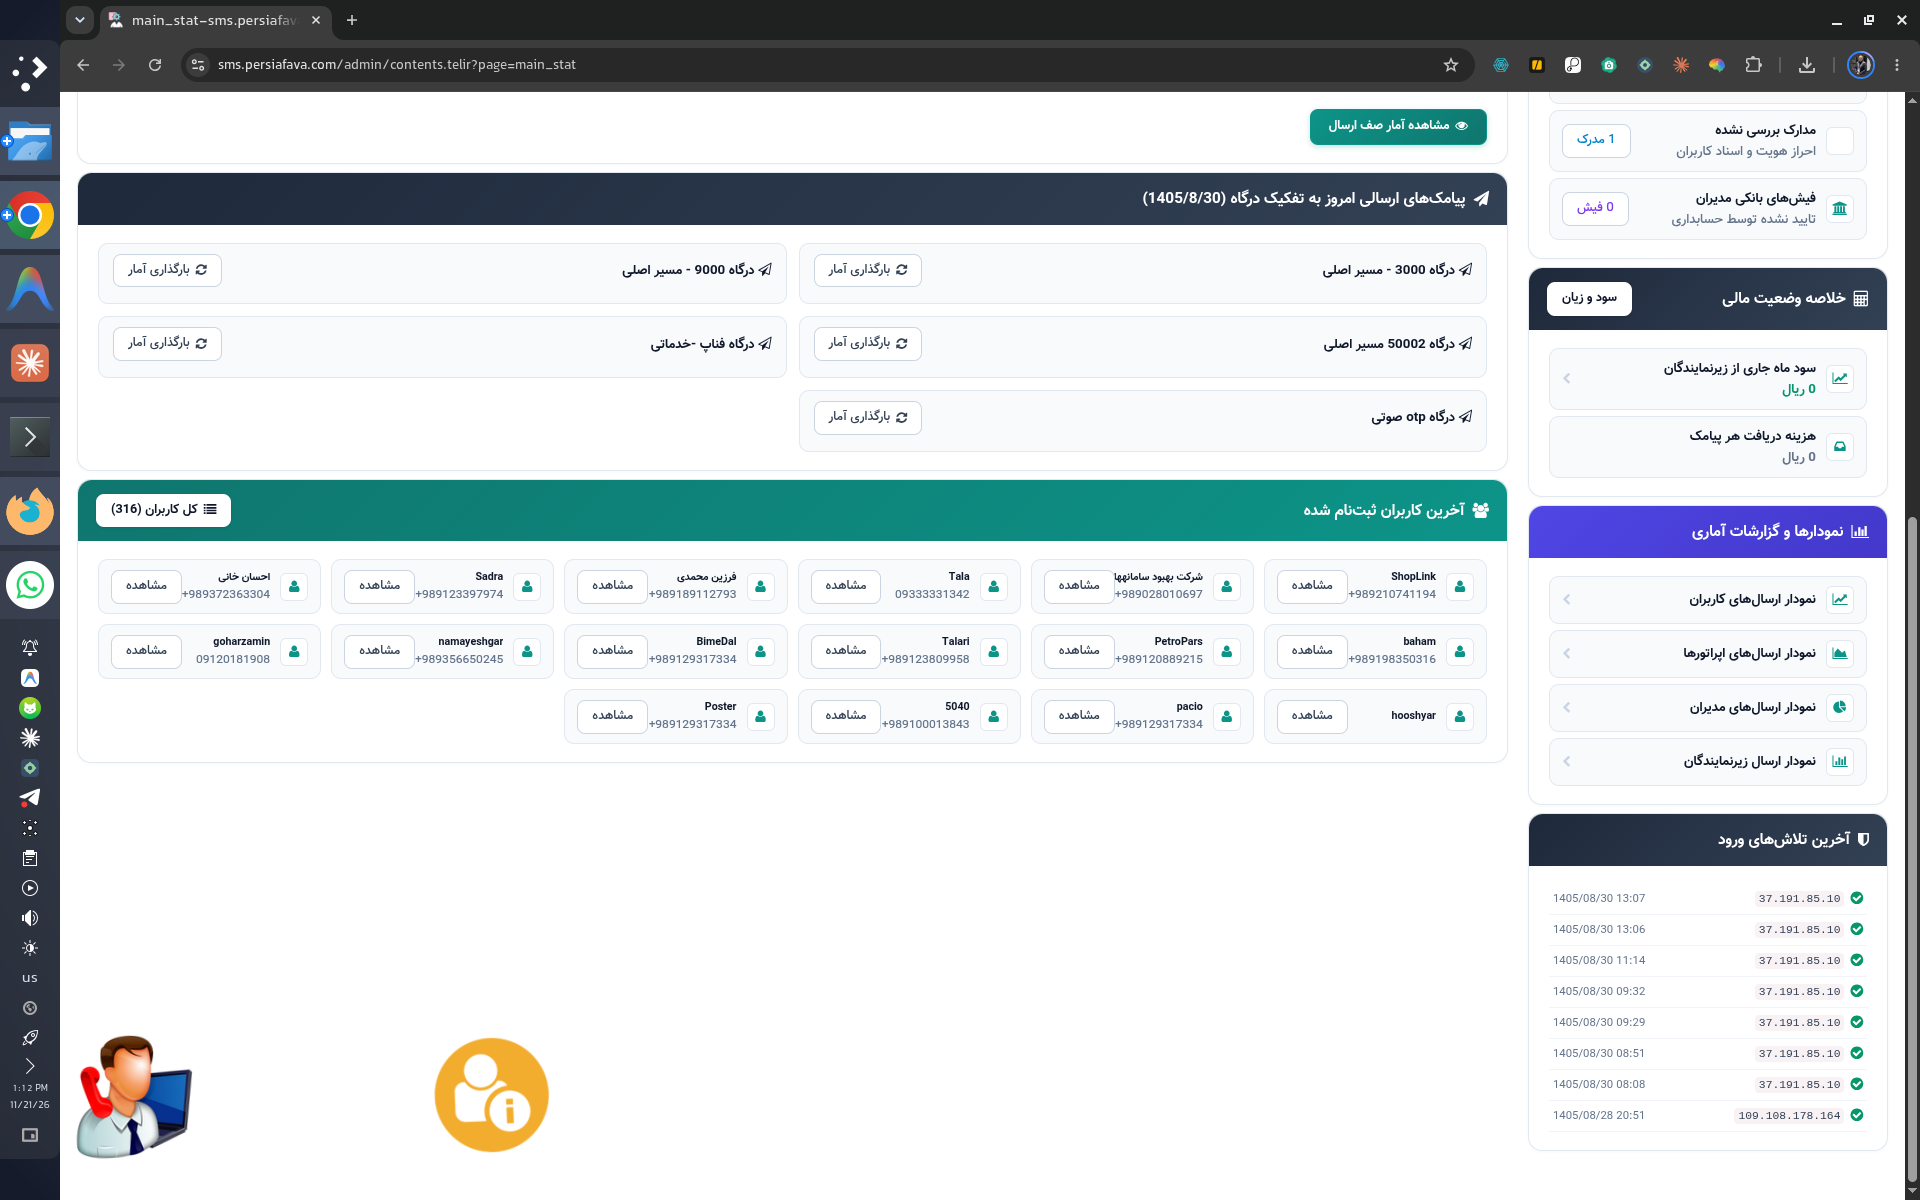 main_stat-sms.persiafav
sms.persiafava.com/admin/contents.telir?page=main_stat
مدارک بررسی نشده
احراز هویت و اسناد کاربران
1 مدرک
فیش‌های بانکی مدیران
تایید نشده توسط حسابداری
0 فیش
خلاصه وضعیت مالی
سود و زیان
سود ماه جاری از زیرنمایندگان
0 ریال
هزینه دریافت هر پیامک
0 ریال
نمودارها و گزارشات آماری
نمودار ارسال‌های کاربران
نمودار ارسال‌های اپراتورها
نمودار ارسال‌های مدیران
نمودار ارسال زیرنمایندگان
آخرین تلاش‌های ورود
37.191.85.10 1405/08/30 13:07
37.191.85.10 1405/08/30 13:06
37.191.85.10 1405/08/30 11:14
37.191.85.10 1405/08/30 09:32
37.191.85.10 1405/08/30 09:29
37.191.85.10 1405/08/30 08:51
37.191.85.10 1405/08/30 08:08
109.108.178.164 1405/08/28 20:51
مشاهده آمار صف ارسال
پیامک‌های ارسالی امروز به تفکیک درگاه (1405/8/30)
درگاه 3000 - مسیر اصلی
بارگذاری آمار
درگاه 9000 - مسیر اصلی
بارگذاری آمار
درگاه 50002 مسیر اصلی
بارگذاری آمار
درگاه فناپ -خدماتی
بارگذاری آمار
درگاه otp صوتی
بارگذاری آمار
آخرین کاربران ثبت‌نام شده
کل کاربران (316)
ShopLink
+989210741194
مشاهده
شرکت بهبود سامانهها
+989028010697
مشاهده
Tala
09333331342
مشاهده
فرزین محمدی
+989189112793
مشاهده
Sadra
+989123397974
مشاهده
احسان خانی
+989372363304
مشاهده
baham
+989198350316
مشاهده
PetroPars
+989120889215
مشاهده
Talari
+989123809958
مشاهده
BimeDal
+989129317334
مشاهده
namayeshgar
+989356650245
مشاهده
goharzamin
09120181908
مشاهده
hooshyar
مشاهده
pacio
+989129317334
مشاهده
5040
+989100013843
مشاهده
Poster
+989129317334
مشاهده
us
1:12 PM
11/21/26